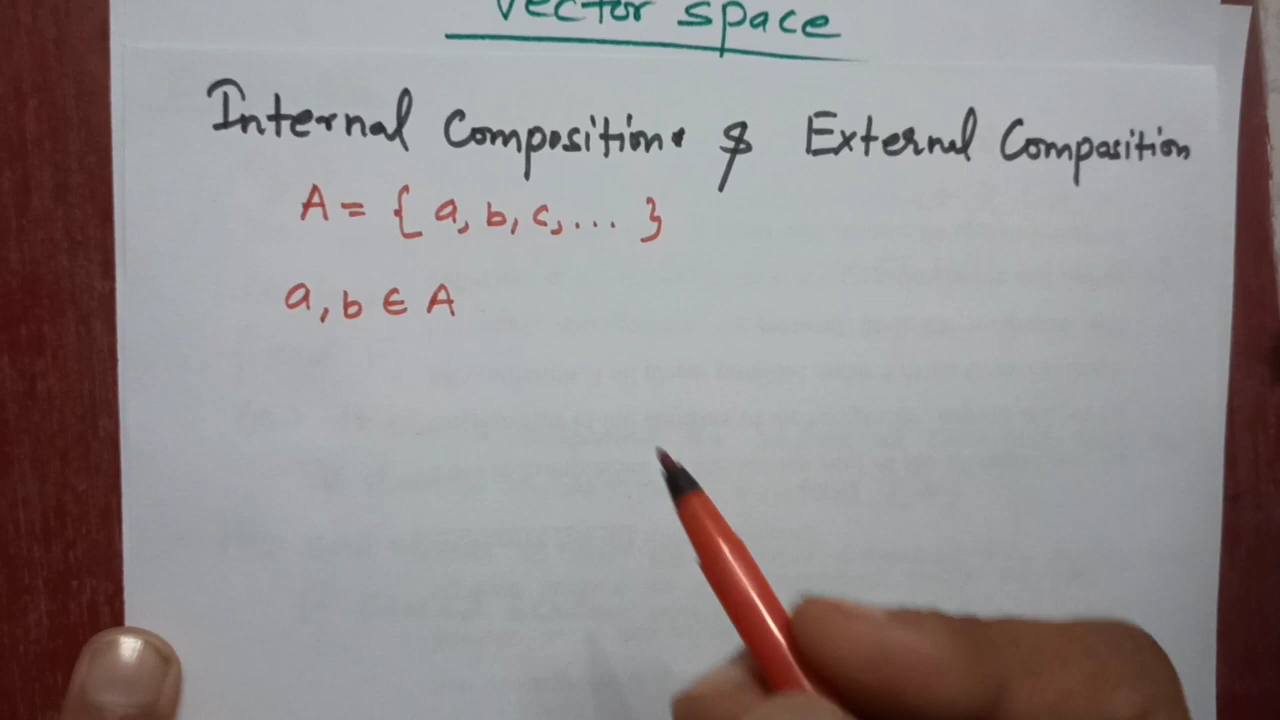 Vector space
Internal Composition & External Composition
A = { a, b, c, ... }
a, b ∈ A